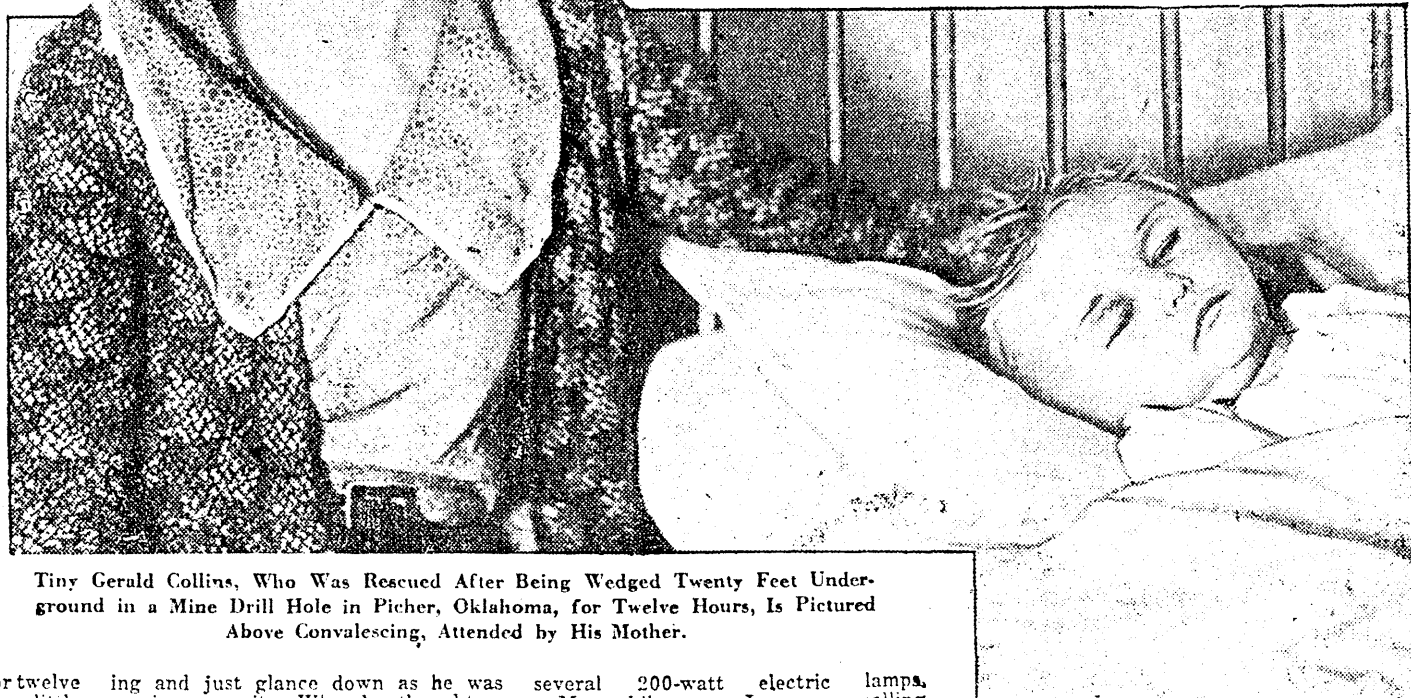 Tiny Gerald Collins, Who Was Rescued After Being Wedged Twenty Feet Under-
ground in a Mine Drill Hole in Picher, Oklahoma, for Twelve Hours, Is Pictured
Above Convalescing, Attended by His Mother.
twelve
ing and just glance down as he was
several 200-watt electric lamps,